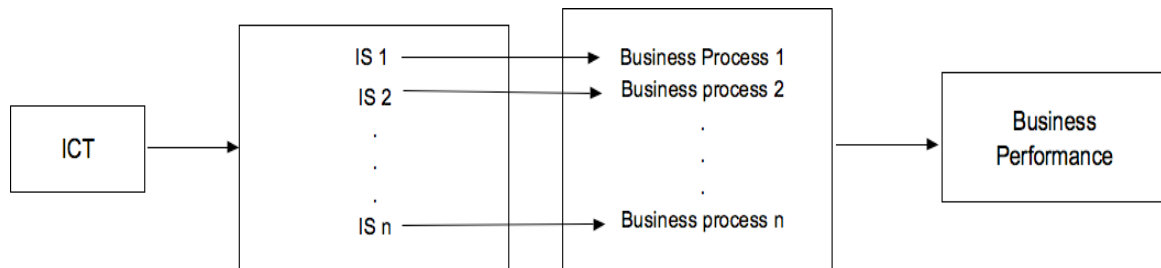 ICT
IS 1
IS 2
.
.
.
IS n
Business Process 1
Business process 2
.
.
.
Business process n
Business
Performance